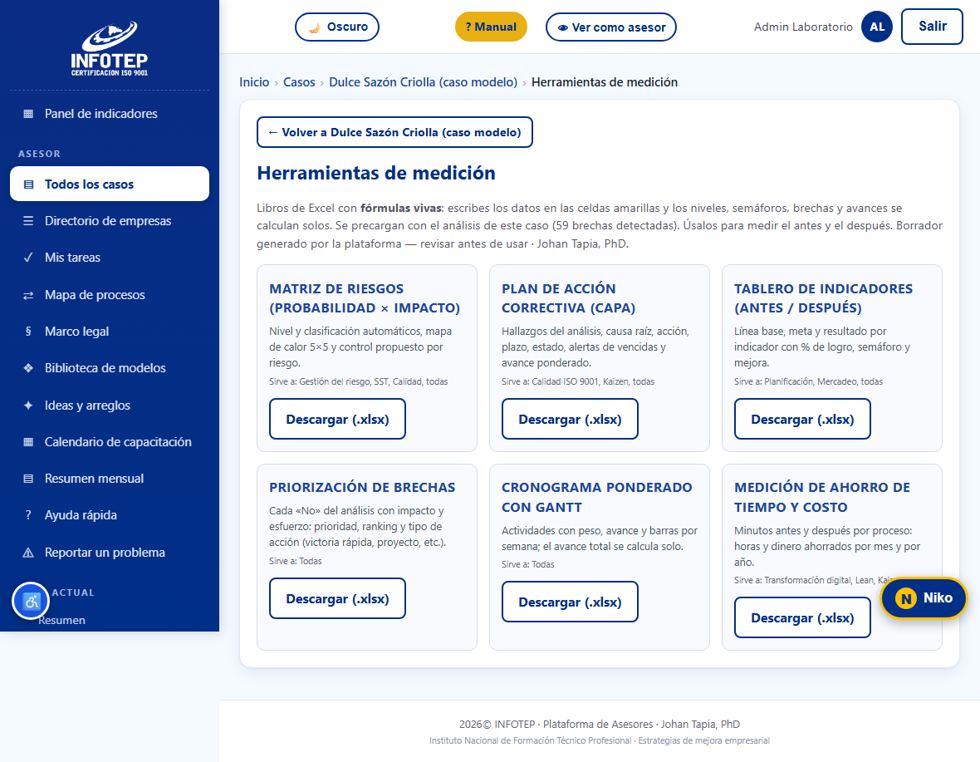 INFOTEP
CERTIFICACION ISO 9001
Panel de indicadores
ASESOR
Todos los casos
Directorio de empresas
Mis tareas
Mapa de procesos
§ Marco legal
Biblioteca de modelos
Ideas y arreglos
Calendario de capacitación
Resumen mensual
? Ayuda rápida
Reportar un problema
ACTUAL
Resumen
Oscuro
? Manual
Ver como asesor
Admin Laboratorio
AL
Salir
Inicio › Casos › Dulce Sazón Criolla (caso modelo) › Herramientas de medición
← Volver a Dulce Sazón Criolla (caso modelo)
Herramientas de medición
Libros de Excel con fórmulas vivas: escribes los datos en las celdas amarillas y los niveles, semáforos, brechas y avances se
calculan solos. Se precargan con el análisis de este caso (59 brechas detectadas). Úsalos para medir el antes y el después. Borrador
generado por la plataforma — revisar antes de usar · Johan Tapia, PhD.
MATRIZ DE RIESGOS
(PROBABILIDAD × IMPACTO)
Nivel y clasificación automáticos, mapa
de calor 5×5 y control propuesto por
riesgo.
Sirve a: Gestión del riesgo, SST, Calidad, todas
Descargar (.xlsx)
PLAN DE ACCIÓN
CORRECTIVA (CAPA)
Hallazgos del análisis, causa raíz, acción,
plazo, estado, alertas de vencidas y
avance ponderado.
Sirve a: Calidad ISO 9001, Kaizen, todas
Descargar (.xlsx)
TABLERO DE INDICADORES
(ANTES / DESPUÉS)
Línea base, meta y resultado por
indicador con % de logro, semáforo y
mejora.
Sirve a: Planificación, Mercadeo, todas
Descargar (.xlsx)
PRIORIZACIÓN DE BRECHAS
Cada «No» del análisis con impacto y
esfuerzo: prioridad, ranking y tipo de
acción (victoria rápida, proyecto, etc.).
Sirve a: Todas
Descargar (.xlsx)
CRONOGRAMA PONDERADO
CON GANTT
Actividades con peso, avance y barras por
semana; el avance total se calcula solo.
Sirve a: Todas
Descargar (.xlsx)
MEDICIÓN DE AHORRO DE
TIEMPO Y COSTO
Minutos antes y después por proceso:
horas y dinero ahorrados por mes y por
año.
Sirve a: Transformación digital, Lean,
Descargar (.xlsx)
N Niko
2026© INFOTEP · Plataforma de Asesores · Johan Tapia, PhD
Instituto Nacional de Formación Técnico Profesional · Estrategias de mejora empresarial